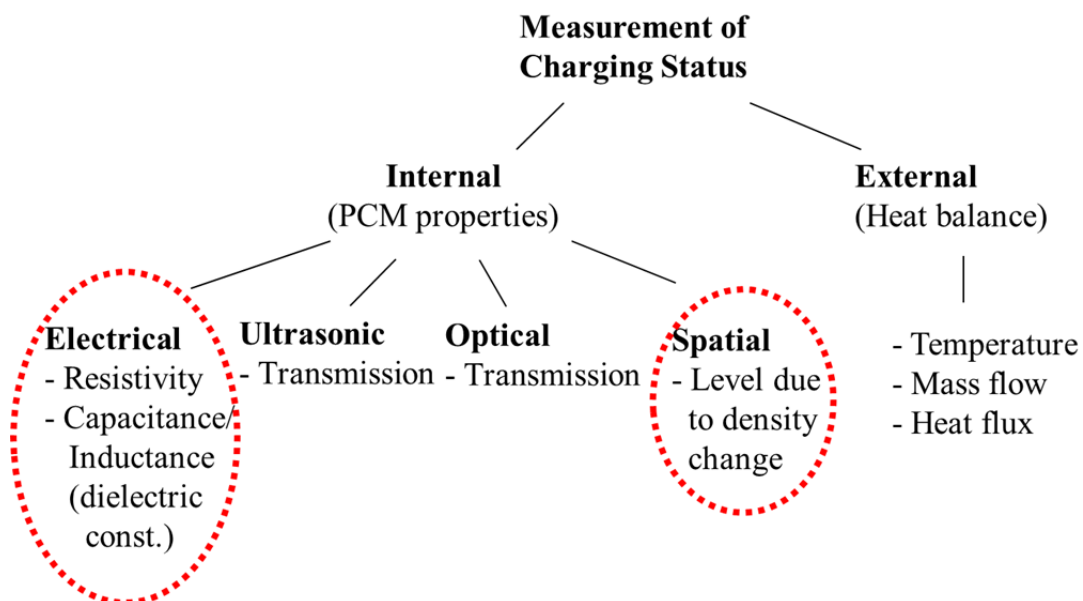 Measurement of
Charging Status
Internal
(PCM properties)
External
(Heat balance)
Electrical
- Resistivity
- Capacitance/
Inductance
(dielectric
const.)
Ultrasonic
- Transmission
Optical
- Transmission
Spatial
- Level due
to density
change
- Temperature
- Mass flow
- Heat flux